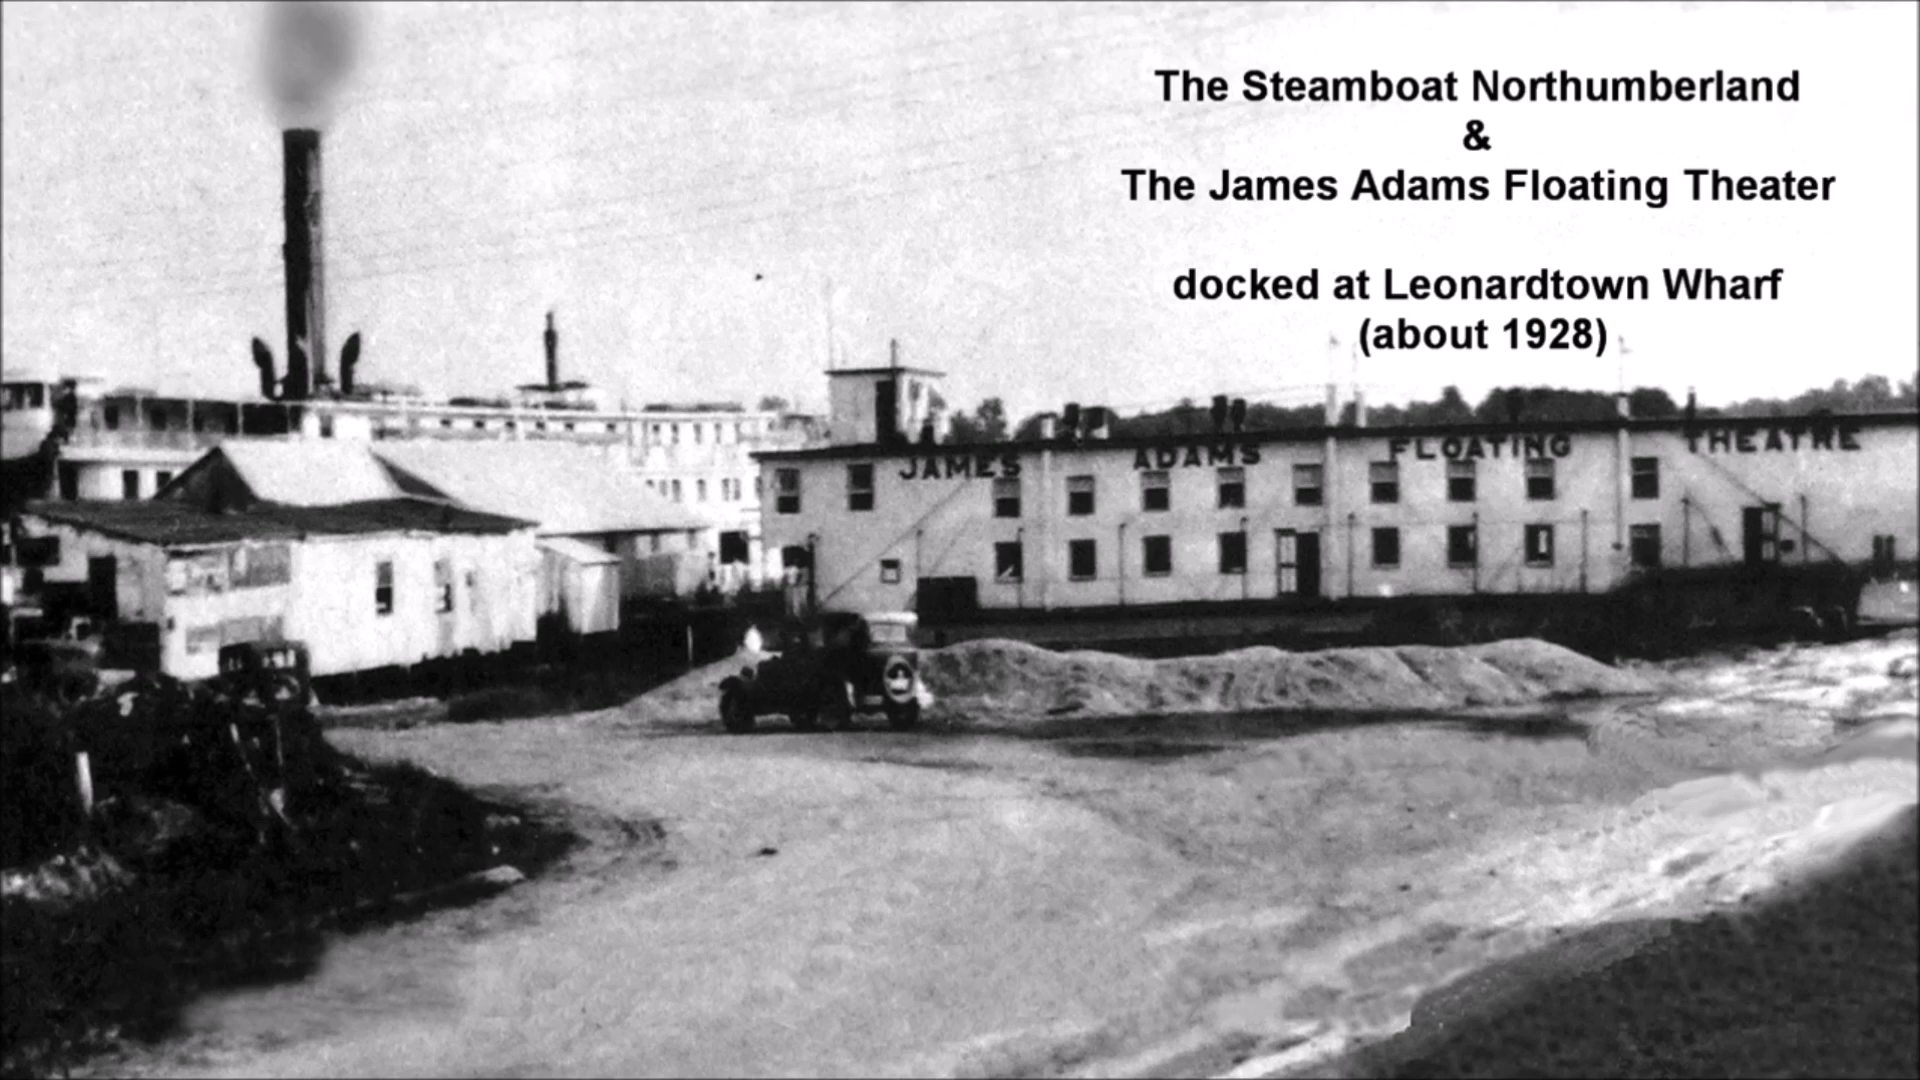 The Steamboat Northumberland
&
The James Adams Floating Theater
docked at Leonardtown Wharf
(about 1928)
JAMES ADAMS FLOATING THEATRE